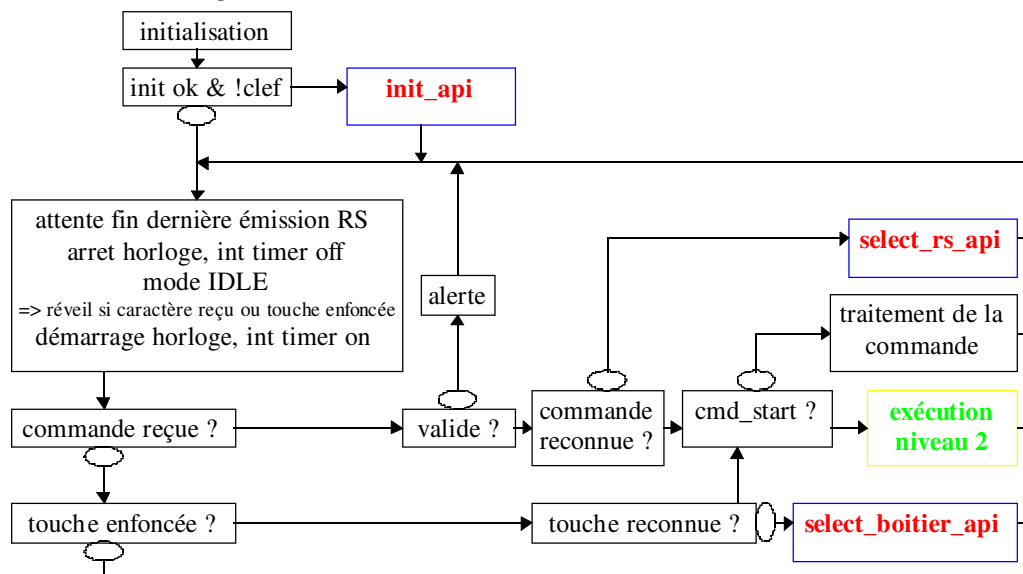 initialisation
init ok & !clef
init_api
attente fin dernière émission RS
arret horloge, int timer off
mode IDLE
=> réveil si caractère reçu ou touche enfoncée
démarrage horloge, int timer on
alerte
select_rs_api
traitement de la
commande
commande reçue ?
valide ?
commande
reconnue ?
cmd_start ?
exécution
niveau 2
touche enfoncée ?
touche reconnue ?
select_boitier_api